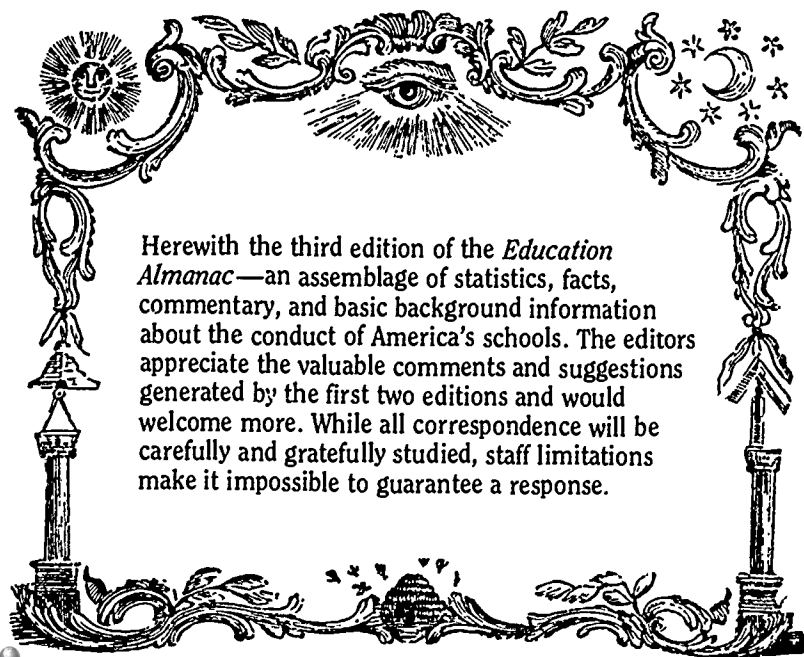 Herewith the third edition of the Education
Almanac—an assemblage of statistics, facts,
commentary, and basic background information
about the conduct of America's schools. The editors
appreciate the valuable comments and suggestions
generated by the first two editions and would
welcome more. While all correspondence will be
carefully and gratefully studied, staff limitations
make it impossible to guarantee a response.